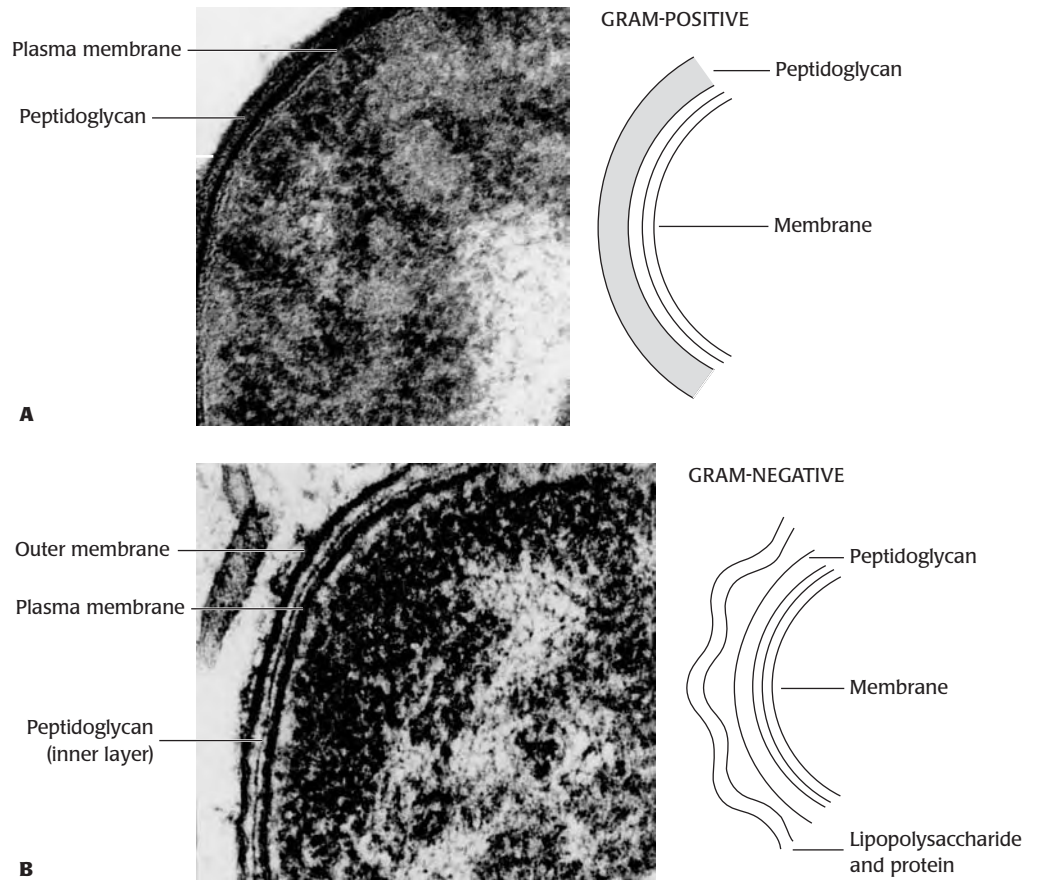 Plasma membrane
Peptidoglycan
GRAM-POSITIVE
Peptidoglycan
Membrane
A
Outer membrane
Plasma membrane
Peptidoglycan
(inner layer)
GRAM-NEGATIVE
Peptidoglycan
Membrane
Lipopolysaccharide
and protein
B